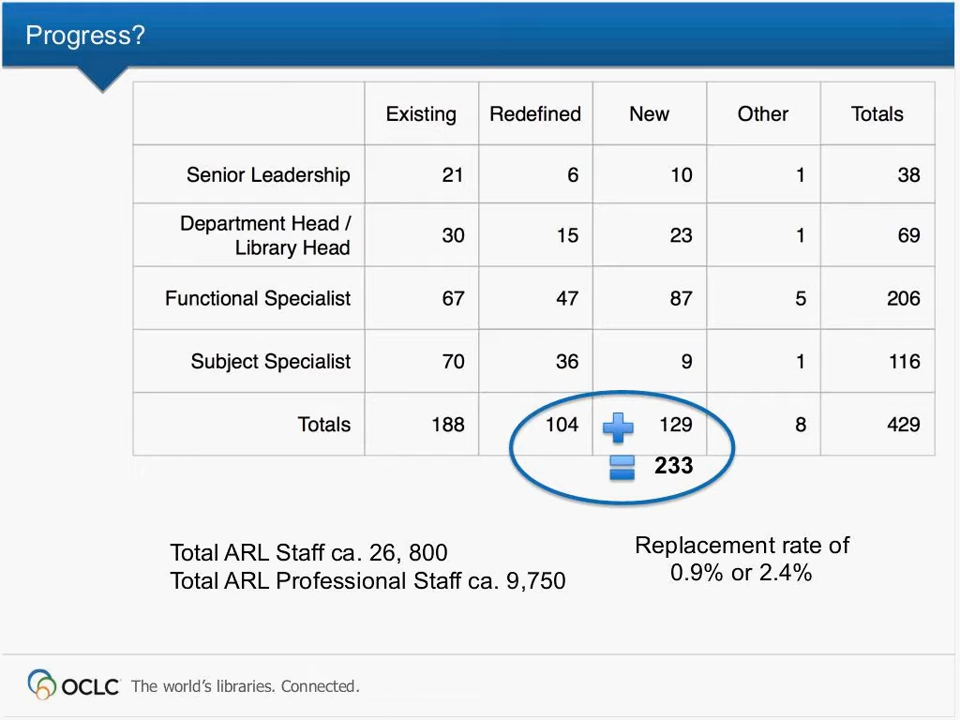 Progress?
Existing Redefined New Other Totals
Senior Leadership 21 6 10 1 38
Department Head /
Library Head 30 15 23 1 69
Functional Specialist 67 47 87 5 206
Subject Specialist 70 36 9 1 116
Totals 188 104 + 129 8 429
= 233
Total ARL Staff ca. 26, 800
Total ARL Professional Staff ca. 9,750
Replacement rate of
0.9% or 2.4%
OCLC The world's libraries. Connected.